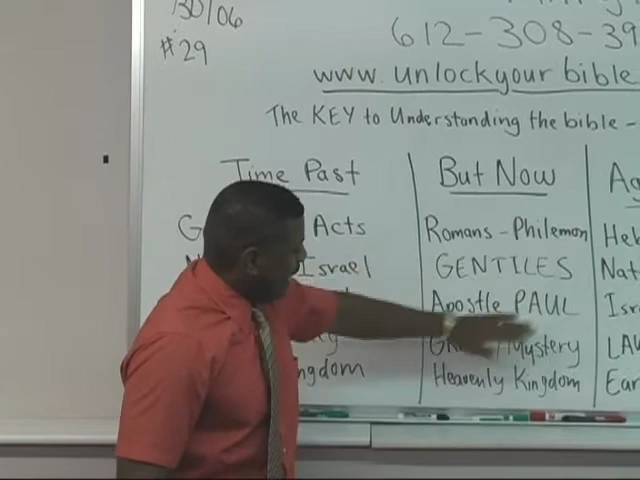 30/06
#29
612-308-39
www.unlockyourbible
The KEY to Understanding the bible -
Time Past
But Now
Acts
Romans - Philemon
Heb
Israel
GENTILES
Nat
Apostle PAUL
Isr
Mystery
LAW
ngdom
Heavenly Kingdom
Ear